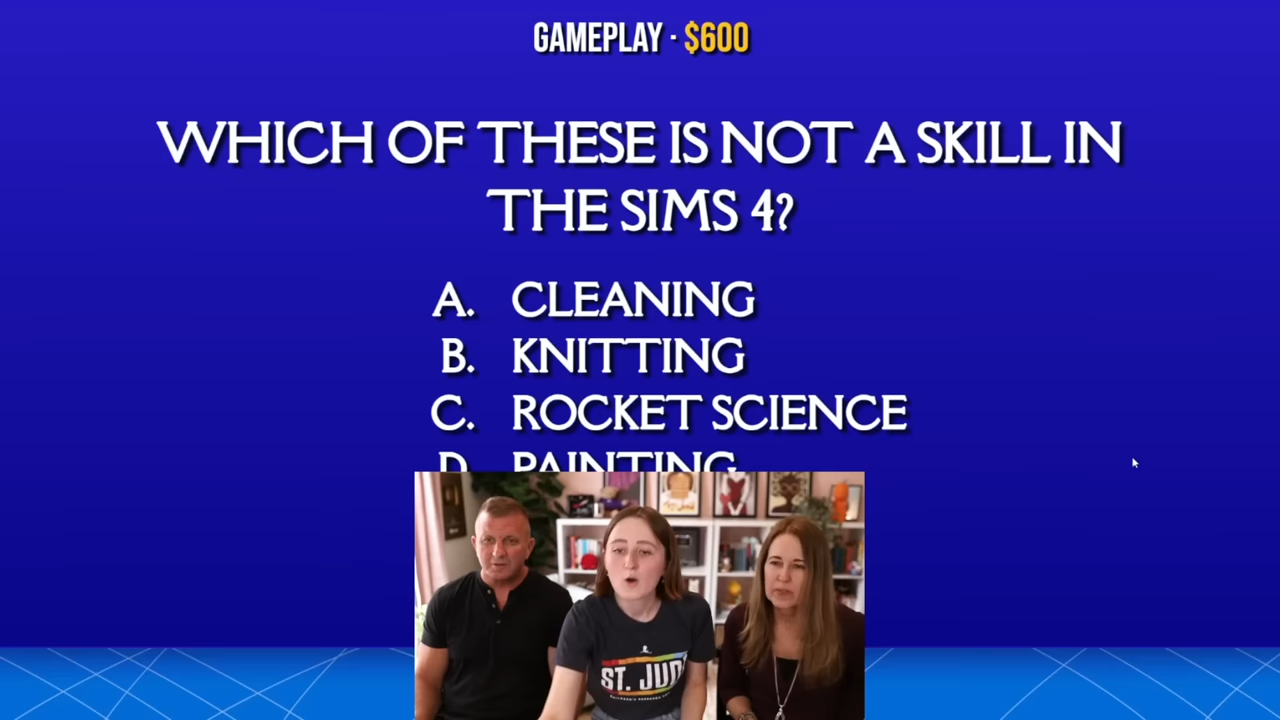 GAMEPLAY · $600
WHICH OF THESE IS NOT A SKILL IN
THE SIMS 4?
A. CLEANING
B. KNITTING
C. ROCKET SCIENCE
D. PAINTING
ST. JUD